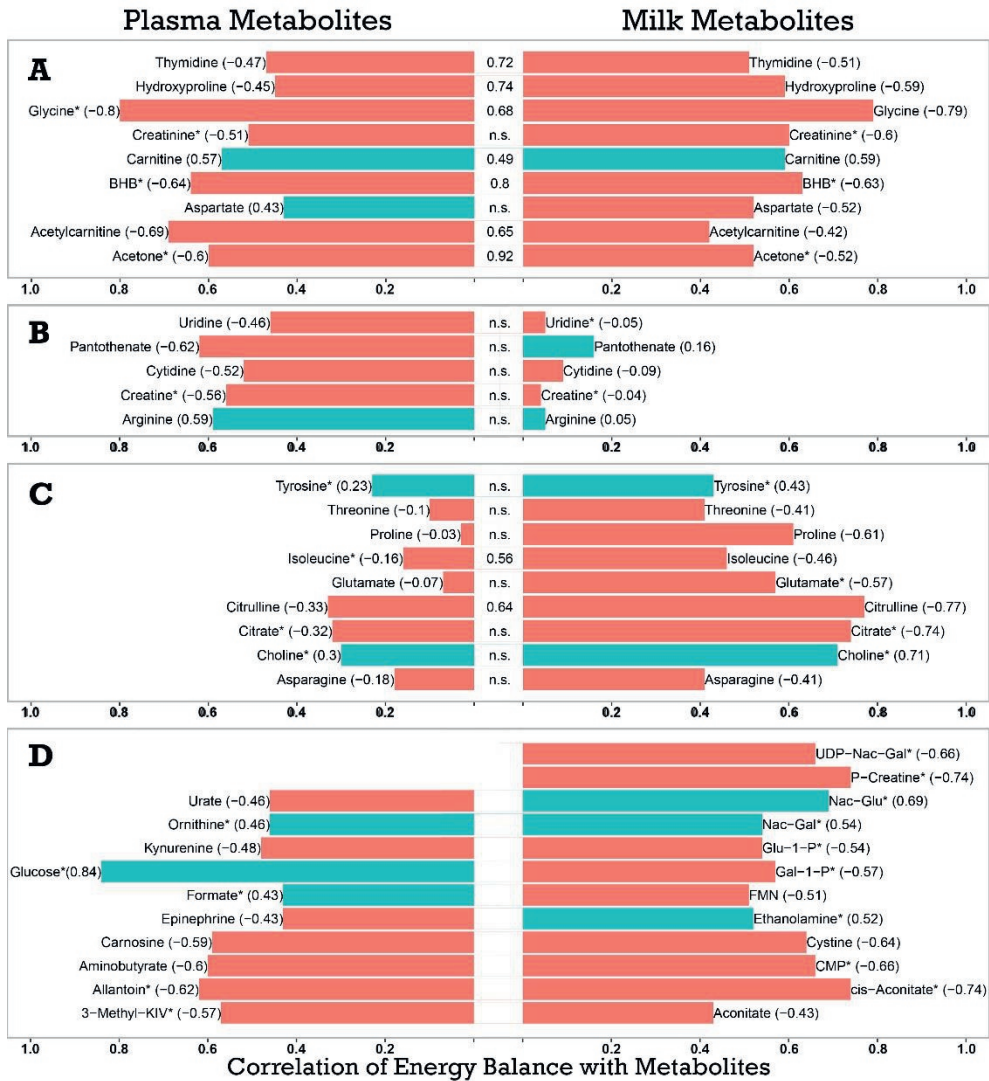 Plasma Metabolites Milk Metabolites
A
Thymidine (−0.47) 0.72 Thymidine (−0.51)
Hydroxyproline (−0.45) 0.74 Hydroxyproline (−0.59)
Glycine* (−0.8) 0.68 Glycine (−0.79)
Creatinine* (−0.51) n.s. Creatinine* (−0.6)
Carnitine (0.57) 0.49 Carnitine (0.59)
BHB* (−0.64) 0.8 BHB* (−0.63)
Aspartate (0.43) n.s. Aspartate (−0.52)
Acetylcarnitine (−0.69) 0.65 Acetylcarnitine (−0.42)
Acetone* (−0.6) 0.92 Acetone* (−0.52)
1.0 0.8 0.6 0.4 0.2 0.2 0.4 0.6 0.8 1.0
B
Uridine (−0.46) n.s. Uridine* (−0.05)
Pantothenate (−0.62) n.s. Pantothenate (0.16)
Cytidine (−0.52) n.s. Cytidine (−0.09)
Creatine* (−0.56) n.s. Creatine* (−0.04)
Arginine (0.59) n.s. Arginine (0.05)
1.0 0.8 0.6 0.4 0.2 0.2 0.4 0.6 0.8 1.0
C
Tyrosine* (0.23) n.s. Tyrosine* (0.43)
Threonine (−0.1) n.s. Threonine (−0.41)
Proline (−0.03) n.s. Proline (−0.61)
Isoleucine* (−0.16) 0.56 Isoleucine (−0.46)
Glutamate (−0.07) n.s. Glutamate* (−0.57)
Citrulline (−0.33) 0.64 Citrulline (−0.77)
Citrate* (−0.32) n.s. Citrate* (−0.74)
Choline* (0.3) n.s. Choline* (0.71)
Asparagine (−0.18) n.s. Asparagine (−0.41)
1.0 0.8 0.6 0.4 0.2 0.2 0.4 0.6 0.8 1.0
D
UDP−Nac−Gal* (−0.66)
P−Creatine* (−0.74)
Urate (−0.46) Nac−Glu* (0.69)
Ornithine* (0.46) Nac−Gal* (0.54)
Kynurenine (−0.48) Glu−1−P* (−0.54)
Glucose*(0.84) Gal−1−P* (−0.57)
Formate* (0.43) FMN (−0.51)
Epinephrine (−0.43) Ethanolamine* (0.52)
Carnosine (−0.59) Cystine (−0.64)
Aminobutyrate (−0.6) CMP* (−0.66)
Allantoin* (−0.62) cis−Aconitate* (−0.74)
3−Methyl−KIV* (−0.57) Aconitate (−0.43)
1.0 0.8 0.6 0.4 0.2 0.2 0.4 0.6 0.8 1.0
Correlation of Energy Balance with Metabolites